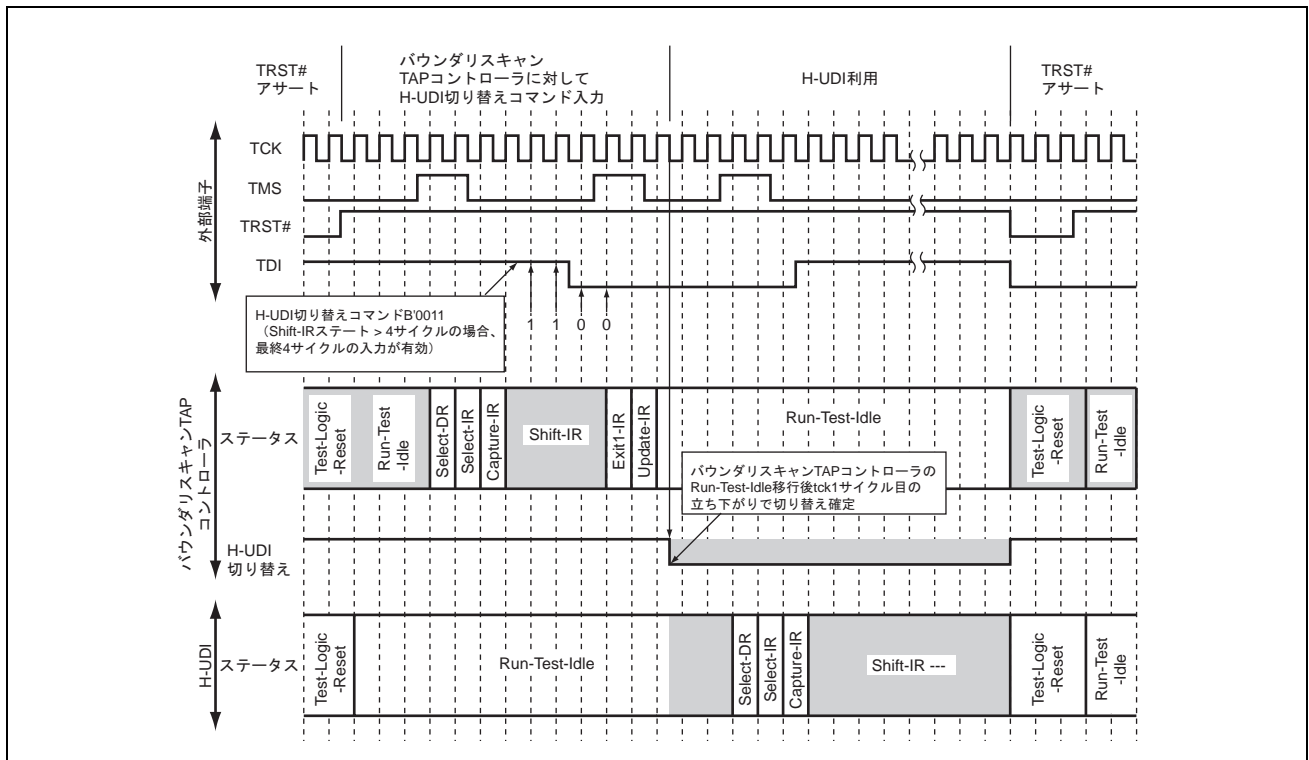 TRST#
アサート
バウンダリスキャン
TAPコントローラに対して
H-UDI切り替えコマンド入力
H-UDI利用
TRST#
アサート
外部端子
TCK
TMS
TRST#
TDI
H-UDI切り替えコマンドB'0011
（Shift-IRステート > 4サイクルの場合、
最終4サイクルの入力が有効）
1
1
0
0
バウンダリスキャンTAP
コントローラ
ステータス
Test-Logic
-Reset
Run-Test
-Idle
Select-DR
Select-IR
Capture-IR
Shift-IR
Exit1-IR
Update-IR
Run-Test-Idle
Test-Logic
-Reset
Run-Test
-Idle
バウンダリスキャンTAPコントローラの
Run-Test-Idle移行後tck1サイクル目の
立ち下がりで切り替え確定
H-UDI
切り替え
H-UDI
ステータス
Test-Logic
-Reset
Run-Test-Idle
Select-DR
Select-IR
Capture-IR
Shift-IR ---
Test-Logic
-Reset
Run-Test
-Idle